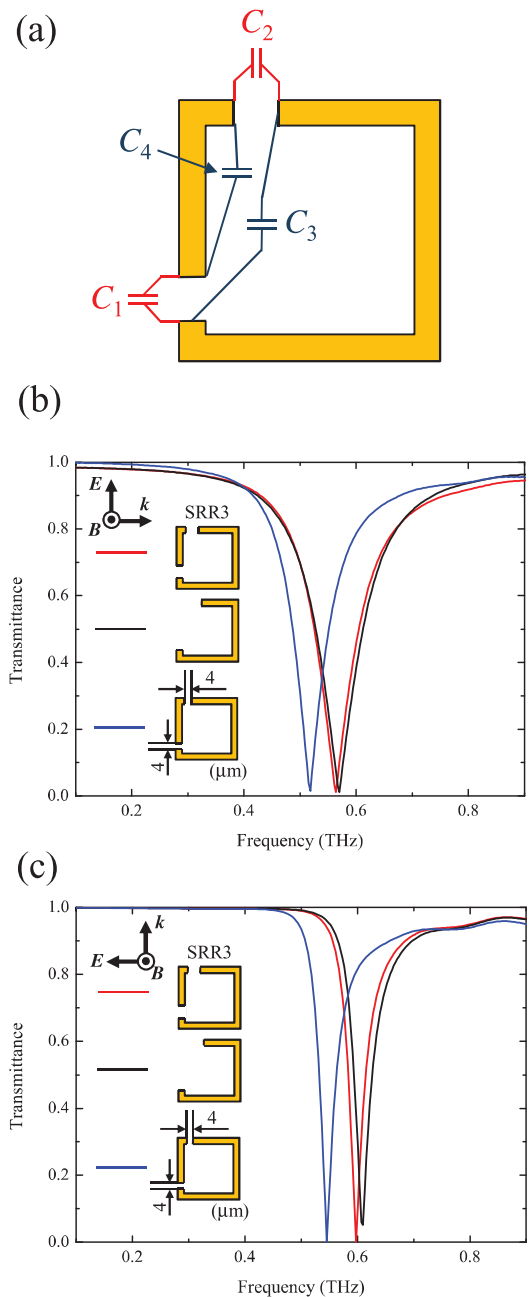 (a)
C2
C4
C3
C1
(b)
1.0
0.8
0.6
0.4
0.2
0.0
Transmittance
E
k
B
SRR3
4
4
(μm)
0.2 0.4 0.6 0.8
Frequency (THz)
(c)
1.0
0.8
0.6
0.4
0.2
0.0
Transmittance
k
E
B
SRR3
4
4
(μm)
0.2 0.4 0.6 0.8
Frequency (THz)